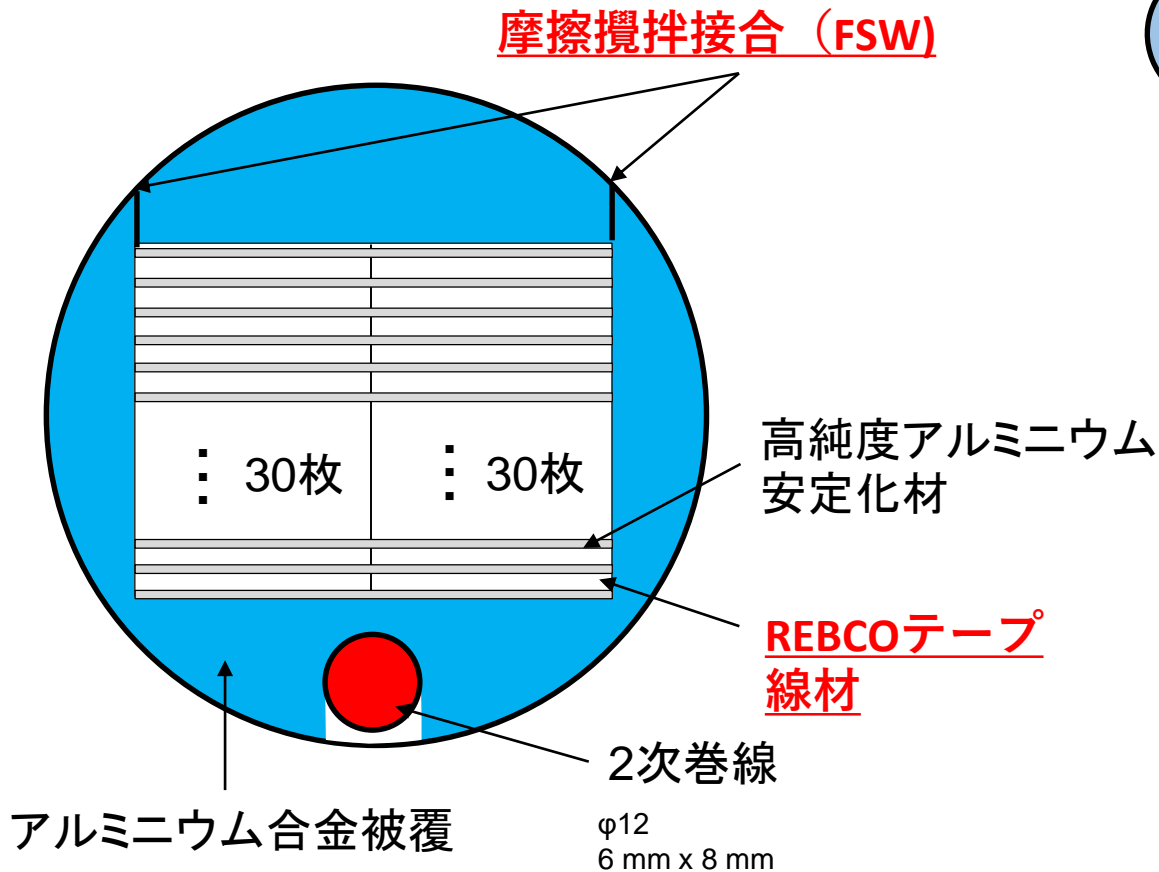 摩擦攪拌接合（FSW)
⋮ 30枚
⋮ 30枚
高純度アルミニウム
安定化材
REBCOテープ
線材
2次巻線
アルミニウム合金被覆
φ12
6 mm x 8 mm